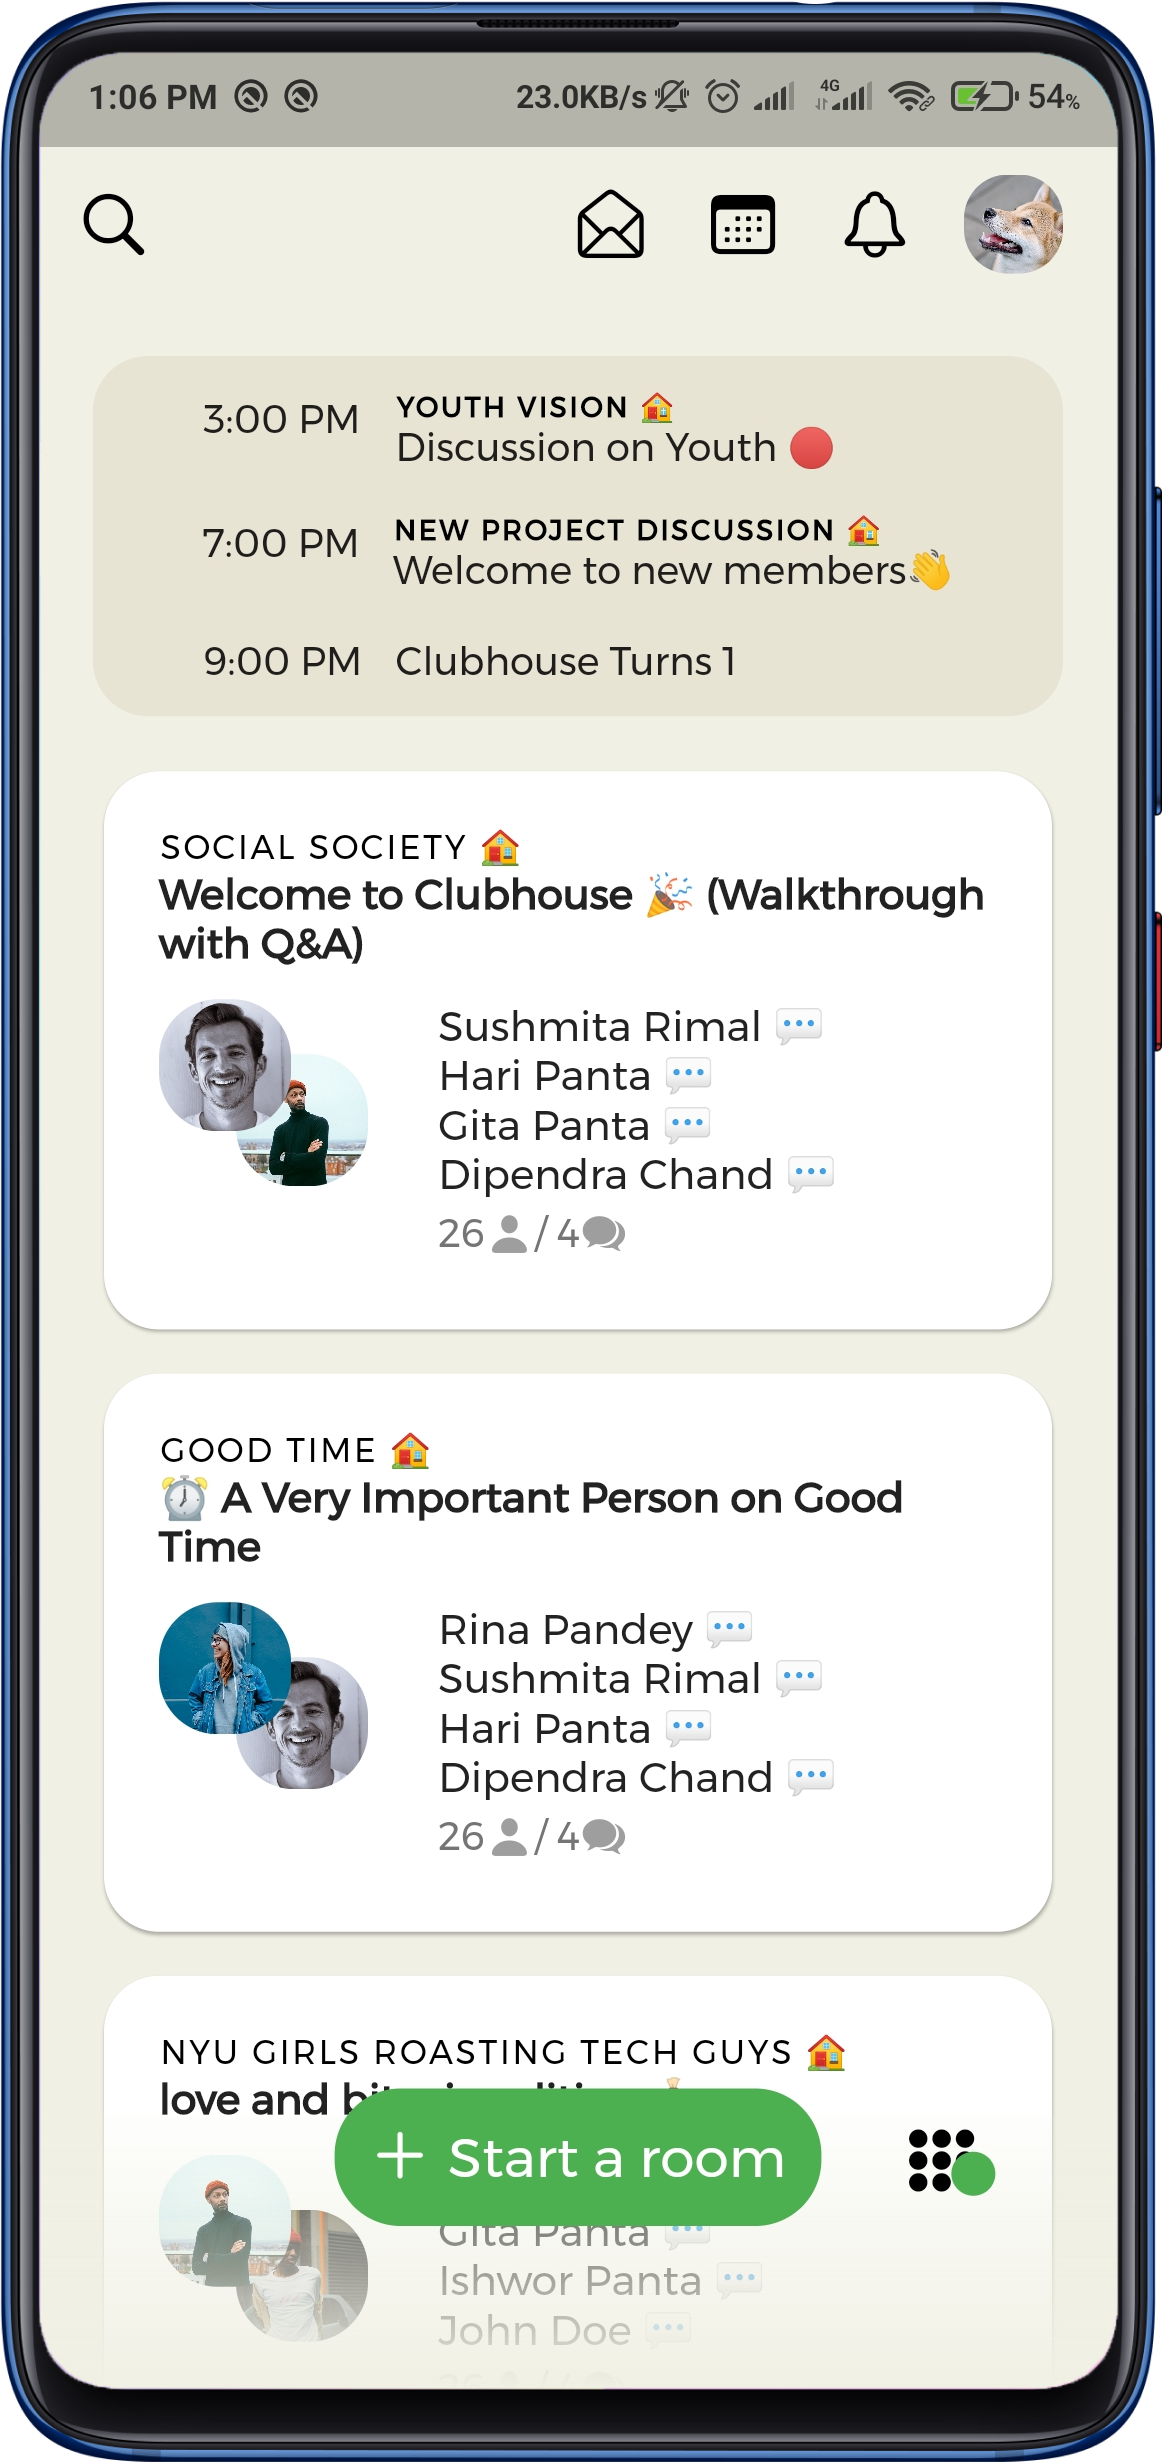 1:06 PM 23.0KB/s 4G 54%
3:00 PM YOUTH VISION 🏠
Discussion on Youth 🔴
7:00 PM NEW PROJECT DISCUSSION 🏠
Welcome to new members👋
9:00 PM Clubhouse Turns 1
SOCIAL SOCIETY 🏠
Welcome to Clubhouse 🎉 (Walkthrough
with Q&A)
Sushmita Rimal 💬
Hari Panta 💬
Gita Panta 💬
Dipendra Chand 💬
26 / 4
GOOD TIME 🏠
⏰ A Very Important Person on Good
Time
Rina Pandey 💬
Sushmita Rimal 💬
Hari Panta 💬
Dipendra Chand 💬
26 / 4
NYU GIRLS ROASTING TECH GUYS 🏠
love and
+ Start a room
Gita Panta 💬
Ishwor Panta 💬
John Doe 💬